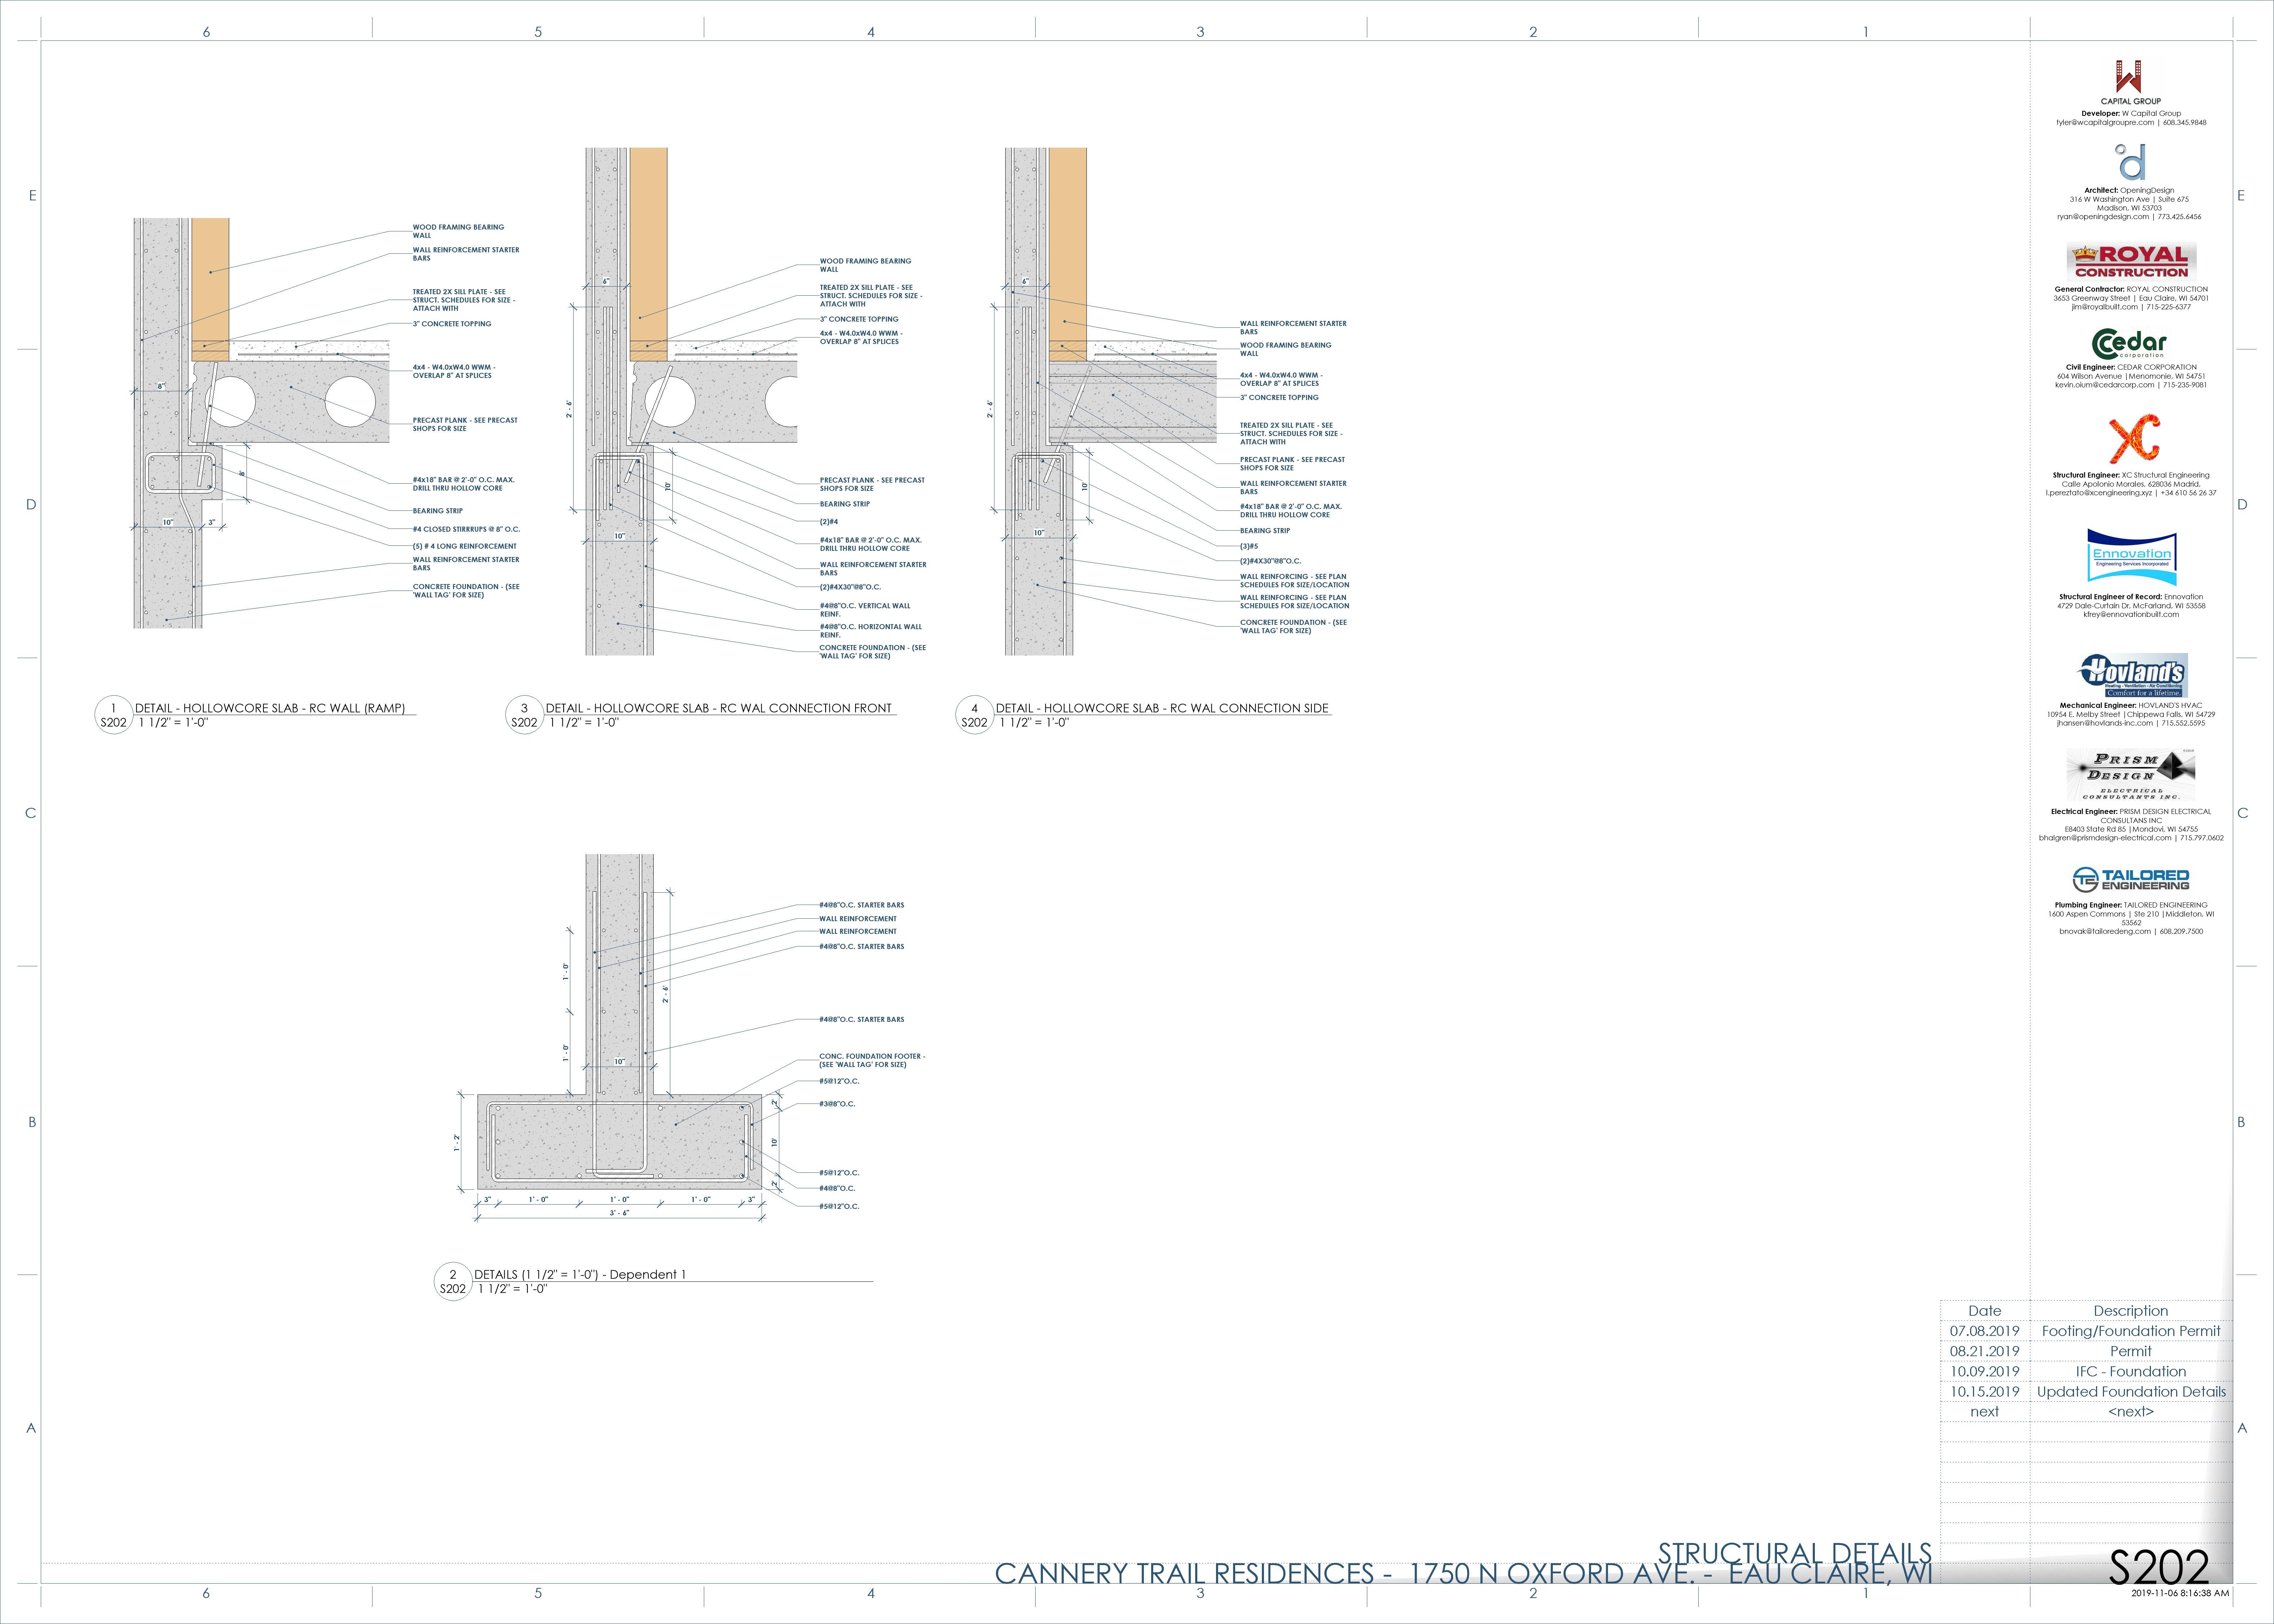 6 5 4 3 2 1
E
D
C
B
A
WOOD FRAMING BEARING
WALL
WALL REINFORCEMENT STARTER
BARS
TREATED 2X SILL PLATE - SEE
STRUCT. SCHEDULES FOR SIZE -
ATTACH WITH
3" CONCRETE TOPPING
4x4 - W4.0xW4.0 WWM -
OVERLAP 8" AT SPLICES
PRECAST PLANK - SEE PRECAST
SHOPS FOR SIZE
#4x18" BAR @ 2'-0" O.C. MAX.
DRILL THRU HOLLOW CORE
BEARING STRIP
#4 CLOSED STIRRRUPS @ 8" O.C.
(5) # 4 LONG REINFORCEMENT
WALL REINFORCEMENT STARTER
BARS
CONCRETE FOUNDATION - (SEE
'WALL TAG' FOR SIZE)
8"
8"
10"
3"
1
S202
DETAIL - HOLLOWCORE SLAB - RC WALL (RAMP)
1 1/2" = 1'-0"
WOOD FRAMING BEARING
WALL
TREATED 2X SILL PLATE - SEE
STRUCT. SCHEDULES FOR SIZE -
ATTACH WITH
3" CONCRETE TOPPING
4x4 - W4.0xW4.0 WWM -
OVERLAP 8" AT SPLICES
PRECAST PLANK - SEE PRECAST
SHOPS FOR SIZE
BEARING STRIP
(2)#4
#4x18" BAR @ 2'-0" O.C. MAX.
DRILL THRU HOLLOW CORE
WALL REINFORCEMENT STARTER
BARS
(2)#4X30"@8"O.C.
#4@8"O.C. VERTICAL WALL
REINF.
#4@8"O.C. HORIZONTAL WALL
REINF.
CONCRETE FOUNDATION - (SEE
'WALL TAG' FOR SIZE)
6"
2' - 6"
10"
10"
3
S202
DETAIL - HOLLOWCORE SLAB - RC WAL CONNECTION FRONT
1 1/2" = 1'-0"
WALL REINFORCEMENT STARTER
BARS
WOOD FRAMING BEARING
WALL
4x4 - W4.0xW4.0 WWM -
OVERLAP 8" AT SPLICES
3" CONCRETE TOPPING
TREATED 2X SILL PLATE - SEE
STRUCT. SCHEDULES FOR SIZE -
ATTACH WITH
PRECAST PLANK - SEE PRECAST
SHOPS FOR SIZE
WALL REINFORCEMENT STARTER
BARS
#4x18" BAR @ 2'-0" O.C. MAX.
DRILL THRU HOLLOW CORE
BEARING STRIP
(3)#5
(2)#4X30"@8"O.C.
WALL REINFORCING - SEE PLAN
SCHEDULES FOR SIZE/LOCATION
WALL REINFORCING - SEE PLAN
SCHEDULES FOR SIZE/LOCATION
CONCRETE FOUNDATION - (SEE
'WALL TAG' FOR SIZE)
6"
2' - 6"
10"
10"
4
S202
DETAIL - HOLLOWCORE SLAB - RC WAL CONNECTION SIDE
1 1/2" = 1'-0"
#4@8"O.C. STARTER BARS
WALL REINFORCEMENT
WALL REINFORCEMENT
#4@8"O.C. STARTER BARS
#4@8"O.C. STARTER BARS
CONC. FOUNDATION FOOTER -
(SEE 'WALL TAG' FOR SIZE)
#5@12"O.C.
#3@8"O.C.
#5@12"O.C.
#4@8"O.C.
#5@12"O.C.
1' - 0"
1' - 0"
2' - 6"
10"
1' - 2"
2"
10"
2"
3" 1' - 0" 1' - 0" 1' - 0" 3"
3' - 6"
2
S202
DETAILS (1 1/2" = 1'-0") - Dependent 1
1 1/2" = 1'-0"
W
CAPITAL GROUP
Developer: W Capital Group
tyler@wcapitalgroupre.com | 608.345.9848
d
Architect: OpeningDesign
316 W Washington Ave | Suite 675
Madison, WI 53703
ryan@openingdesign.com | 773.425.6456
ROYAL
CONSTRUCTION
General Contractor: ROYAL CONSTRUCTION
3653 Greenway Street | Eau Claire, WI 54701
jim@royalbuilt.com | 715-225-6377
Cedar
corporation
Civil Engineer: CEDAR CORPORATION
604 Wilson Avenue |Menomonie, WI 54751
kevin.oium@cedarcorp.com | 715-235-9081
XC
Structural Engineer: XC Structural Engineering
Calle Apolonio Morales, 628036 Madrid,
l.pereztato@xcengineering.xyz | +34 610 56 26 37
Ennovation
Engineering Services Incorporated
Structural Engineer of Record: Ennovation
4729 Dale-Curtain Dr, McFarland, WI 53558
kfrey@ennovationbuilt.com
Hovland's
Heating - Ventilation - Air Conditioning
Comfort for a lifetime.
Mechanical Engineer: HOVLAND'S HVAC
10954 E. Melby Street |Chippewa Falls, WI 54729
jhansen@hovlands-inc.com | 715.552.5595
PRISM
DESIGN
ELECTRICAL
CONSULTANTS INC.
Electrical Engineer: PRISM DESIGN ELECTRICAL
CONSULTANS INC
E8403 State Rd 85 |Mondovi, WI 54755
bhalgren@prismdesign-electrical.com | 715.797.0602
TE TAILORED
ENGINEERING
Plumbing Engineer: TAILORED ENGINEERING
1600 Aspen Commons | Ste 210 |Middleton, WI
53562
bnovak@tailoredeng.com | 608.209.7500
E
D
C
B
A
Date Description
07.08.2019 Footing/Foundation Permit
08.21.2019 Permit
10.09.2019 IFC - Foundation
10.15.2019 Updated Foundation Details
next <next>
STRUCTURAL DETAILS
CANNERY TRAIL RESIDENCES - 1750 N OXFORD AVE. - EAU CLAIRE, WI
S202
2019-11-06 8:16:38 AM
6 5 4 3 2 1